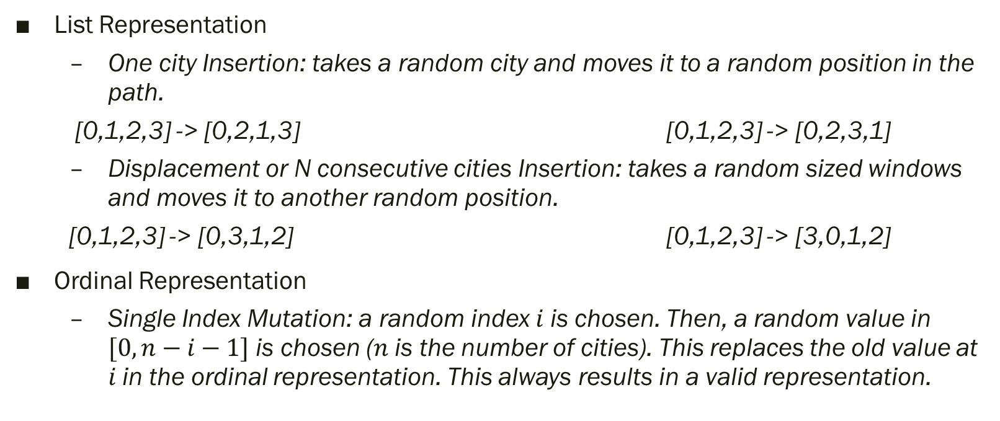 ■ List Representation
– One city Insertion: takes a random city and moves it to a random position in the
path.
[0,1,2,3] -> [0,2,1,3] [0,1,2,3] -> [0,2,3,1]
– Displacement or N consecutive cities Insertion: takes a random sized windows
and moves it to another random position.
[0,1,2,3] -> [0,3,1,2] [0,1,2,3] -> [3,0,1,2]
■ Ordinal Representation
– Single Index Mutation: a random index i is chosen. Then, a random value in
[0, n − i − 1] is chosen (n is the number of cities). This replaces the old value at
i in the ordinal representation. This always results in a valid representation.